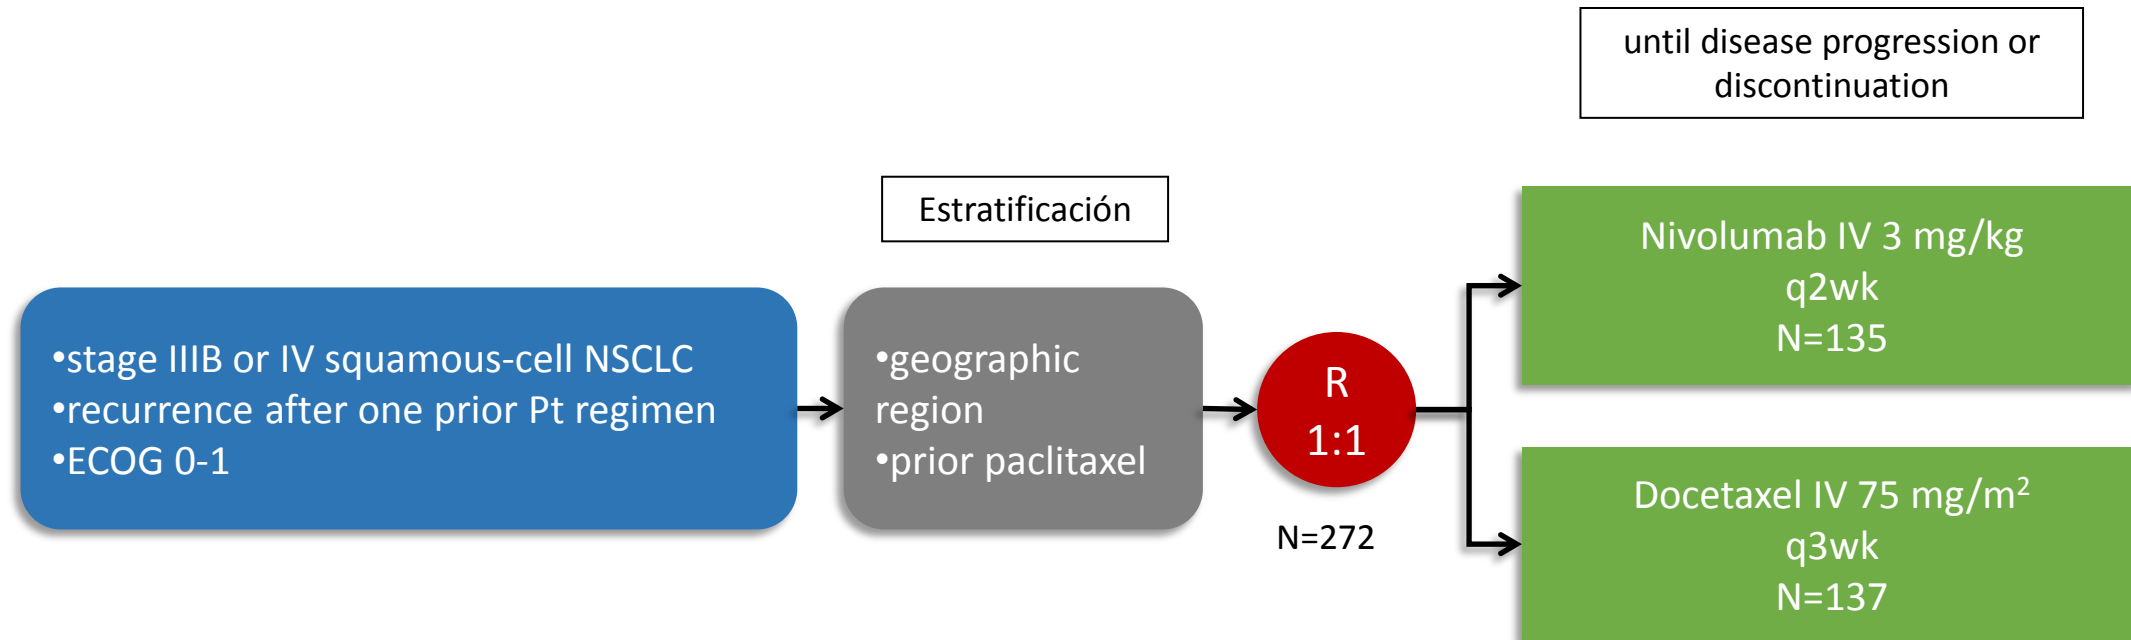 until disease progression or
discontinuation
Estratificación
•stage IIIB or IV squamous-cell NSCLC
•recurrence after one prior Pt regimen
•ECOG 0-1
•geographic
region
•prior paclitaxel
R
1:1
N=272
Nivolumab IV 3 mg/kg
q2wk
N=135
Docetaxel IV 75 mg/m²
q3wk
N=137